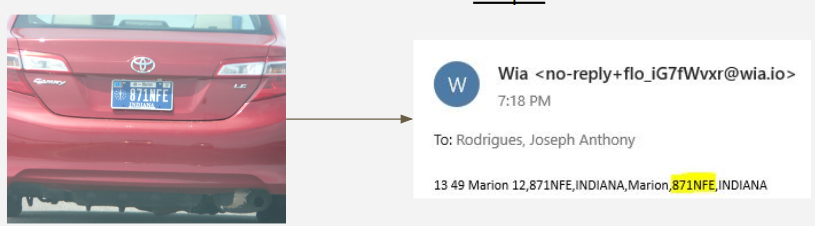 CAMRY
LE
871NFE
INDIANA
W
Wia <no-reply+flo_iG7fWvxr@wia.io>
7:18 PM
To: Rodrigues, Joseph Anthony
13 49 Marion 12,871NFE,INDIANA,Marion,871NFE,INDIANA